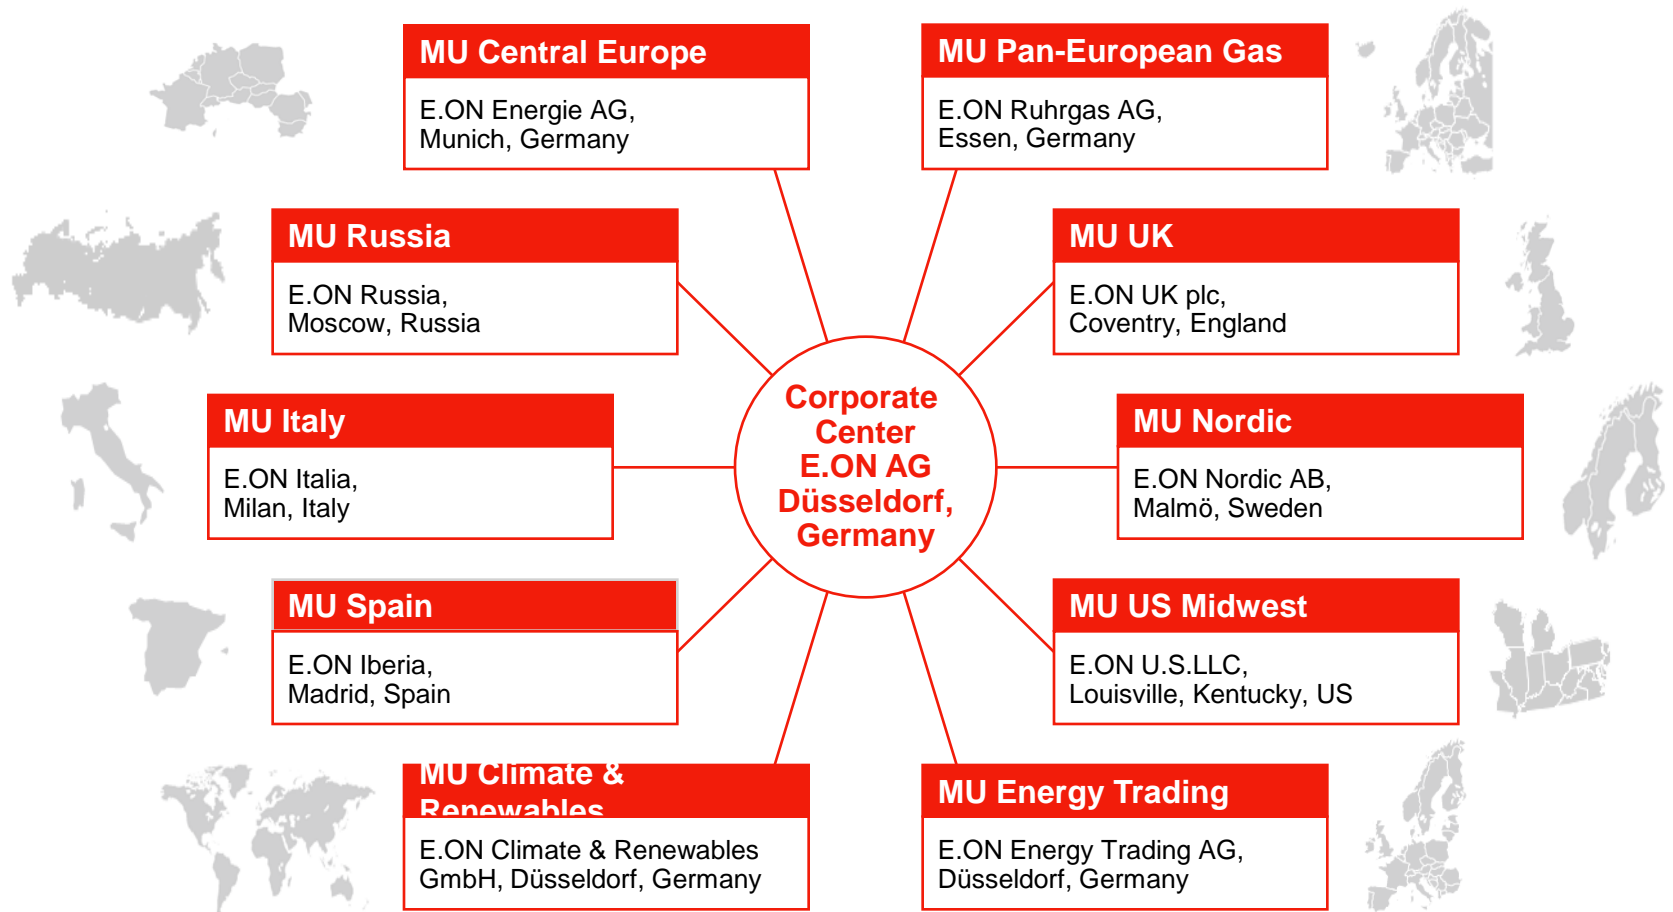 MU Central Europe
E.ON Energie AG,
Munich, Germany
MU Pan-European Gas
E.ON Ruhrgas AG,
Essen, Germany
MU Russia
E.ON Russia,
Moscow, Russia
MU UK
E.ON UK plc,
Coventry, England
MU Italy
E.ON Italia,
Milan, Italy
Corporate
Center
E.ON AG
Düsseldorf,
Germany
MU Nordic
E.ON Nordic AB,
Malmö, Sweden
MU Spain
E.ON Iberia,
Madrid, Spain
MU US Midwest
E.ON U.S.LLC,
Louisville, Kentucky, US
MU Climate &
Renewables
E.ON Climate & Renewables
GmbH, Düsseldorf, Germany
MU Energy Trading
E.ON Energy Trading AG,
Düsseldorf, Germany